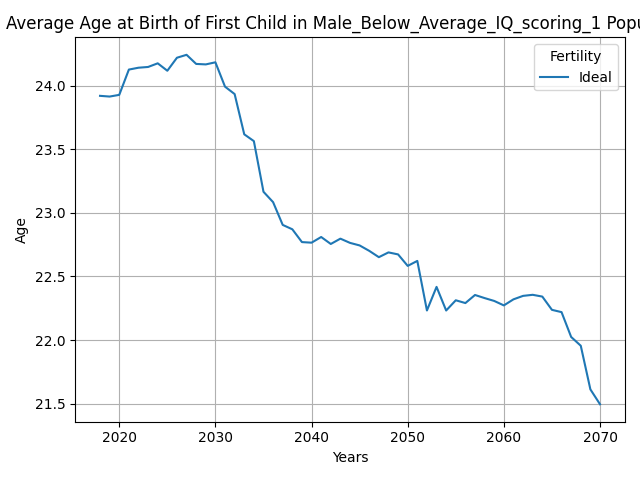 Average Age at Birth of First Child in Male_Below_Average_IQ_scoring_1
Fertility
Ideal
24.0
23.5
23.0
22.5
22.0
21.5
Age
2020 2030 2040 2050 2060 2070
Years